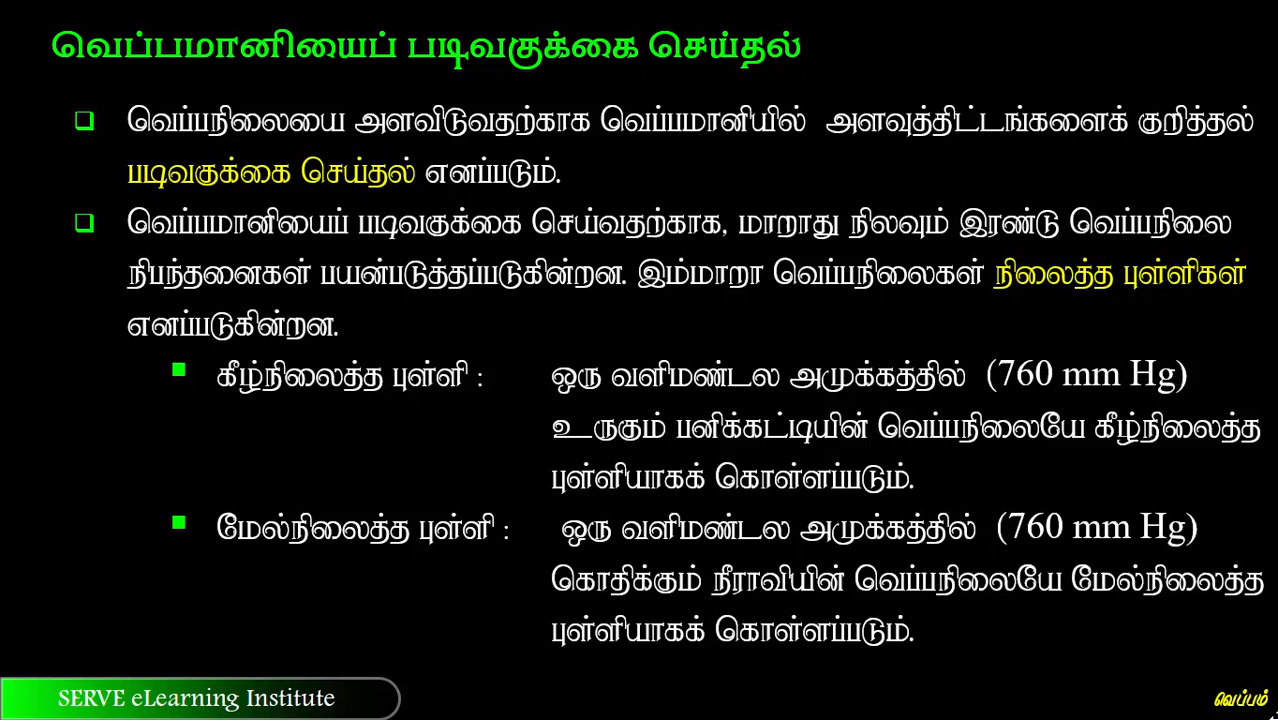 வெப்பமானியைப் படிவகுக்கை செய்தல்
வெப்பநிலையை அளவிடுவதற்காக வெப்பமானியில் அளவுத்திட்டங்களைக் குறித்தல்
படிவகுக்கை செய்தல் எனப்படும்.
வெப்பமானியைப் படிவகுக்கை செய்வதற்காக, மாறாது நிலவும் இரண்டு வெப்பநிலை
நிபந்தனைகள் பயன்படுத்தப்படுகின்றன. இம்மாறா வெப்பநிலைகள் நிலைத்த புள்ளிகள்
எனப்படுகின்றன.
கீழ்நிலைத்த புள்ளி : ஒரு வளிமண்டல அமுக்கத்தில் (760 mm Hg)
உருகும் பனிக்கட்டியின் வெப்பநிலையே கீழ்நிலைத்த
புள்ளியாகக் கொள்ளப்படும்.
மேல்நிலைத்த புள்ளி : ஒரு வளிமண்டல அமுக்கத்தில் (760 mm Hg)
கொதிக்கும் நீராவியின் வெப்பநிலையே மேல்நிலைத்த
புள்ளியாகக் கொள்ளப்படும்.
SERVE eLearning Institute வெப்பம்